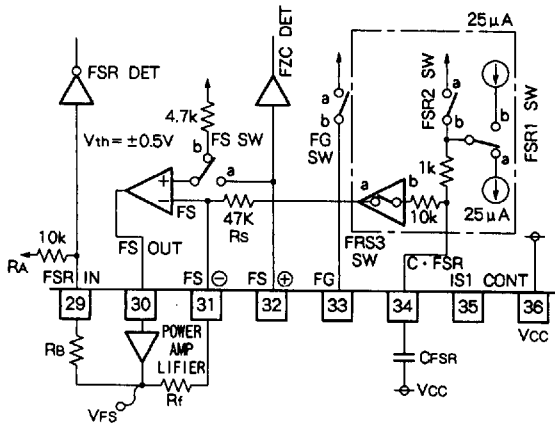 25μA
FSR DET
FZC DET
a
b
FSR2 SW
a
b
FSR1 SW
b
a
4.7k
FS SW
b
a
FG SW
a
b
Vth=±0.5V
1k
25μA
+
−
FS
47K
RS
a
b
10k
FRS3 SW
10k
RA
FS OUT
C·FSR
FSR IN
FS ⊖
FS ⊕
FG
IS1 CONT
29
30
31
32
33
34
35
36
VCC
RB
POWER AMP LIFIER
Rf
CFSR
VCC
VFS